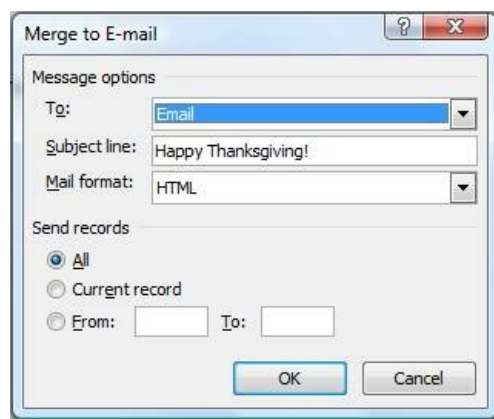 Merge to E-mail
?
Message options
To: Email
Subject line: Happy Thanksgiving!
Mail format: HTML
Send records
All
Current record
From: To:
OK Cancel